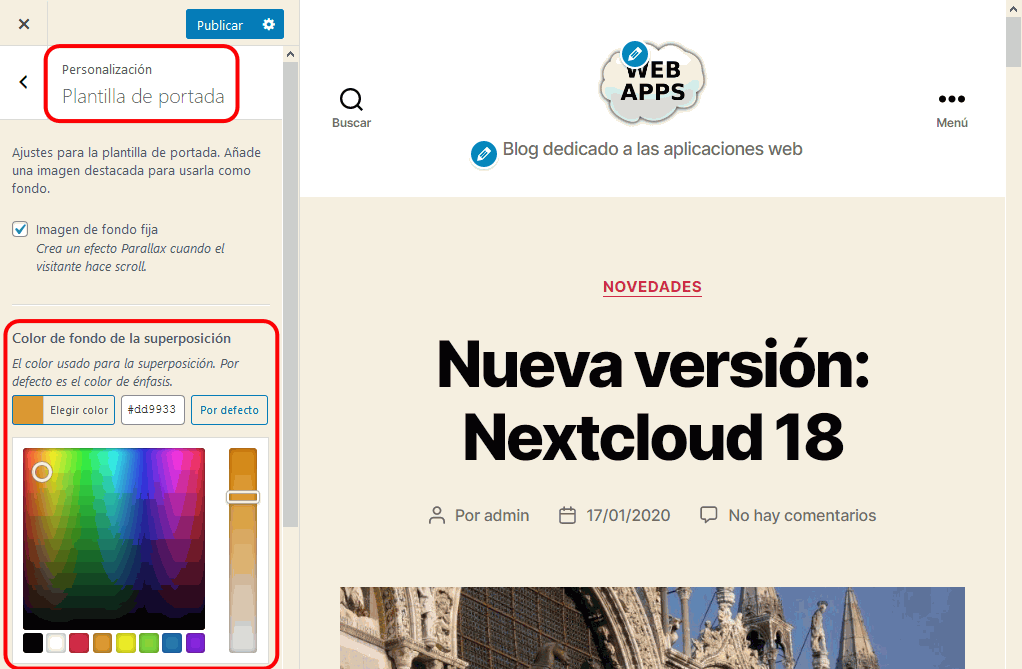 Publicar
Personalización
Plantilla de portada
Ajustes para la plantilla de portada. Añade
una imagen destacada para usarla como
fondo.
Imagen de fondo fija
Crea un efecto Parallax cuando el
visitante hace scroll.
Color de fondo de la superposición
El color usado para la superposición. Por
defecto es el color de énfasis.
Elegir color
#dd9933
Por defecto
Buscar
WEB
APPS
Menú
Blog dedicado a las aplicaciones web
NOVEDADES
Nueva versión:
Nextcloud 18
Por admin
17/01/2020
No hay comentarios